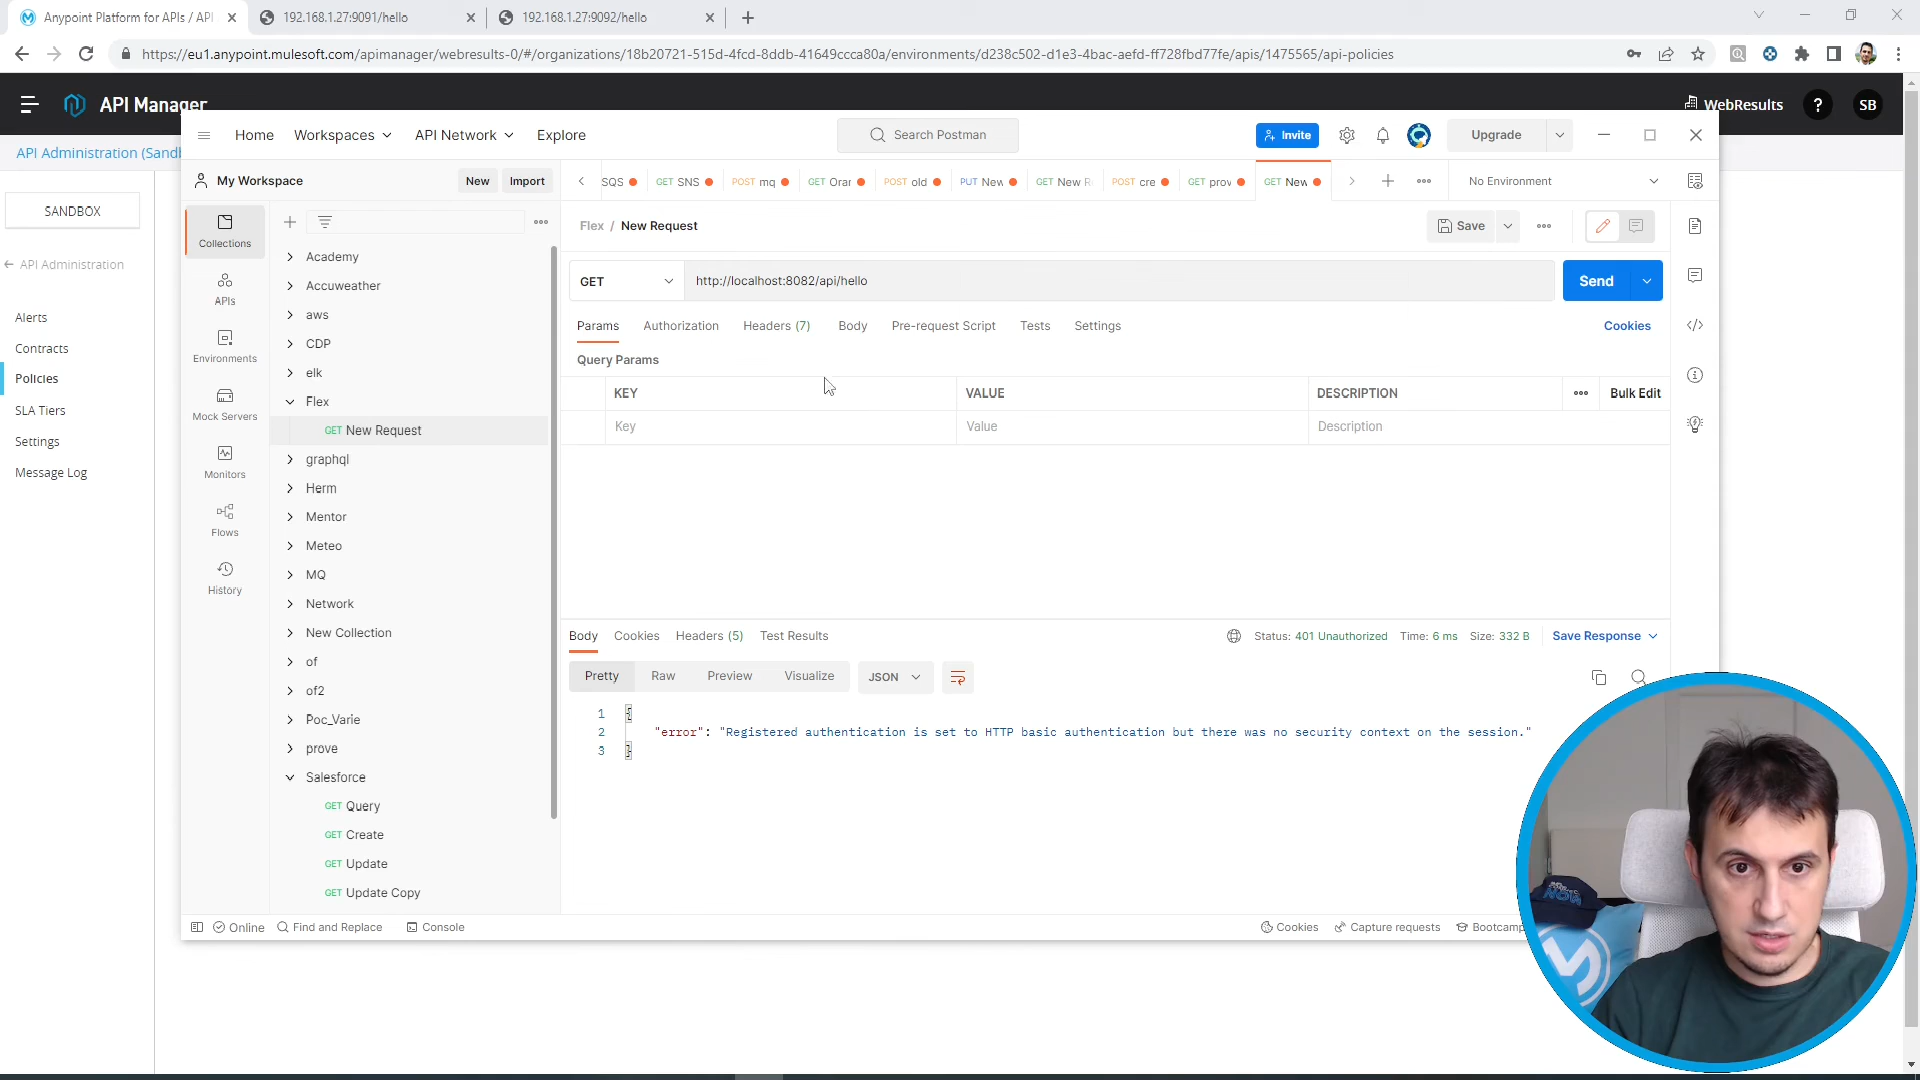 Anypoint Platform for APIs / API
192.168.1.27:9091/hello
192.168.1.27:9092/hello
https://eu1.anypoint.mulesoft.com/apimanager/webresults-0/#/organizations/18b20721-515d-4fcd-8ddb-41649ccca80a/environments/d238c502-d1e3-4bac-aefd-ff728fbd77fe/apis/1475565/api-policies
API Manager
WebResults
?
SB
API Administration (Sandb
SANDBOX
API Administration
Alerts
Contracts
Policies
SLA Tiers
Settings
Message Log
Home
Workspaces
API Network
Explore
Search Postman
Invite
Upgrade
My Workspace
New
Import
SQS
GET SNS
POST mq
GET Orar
POST old
PUT New
GET New R
POST cre
GET prov
GET New
No Environment
Collections
APIs
Environments
Mock Servers
Monitors
Flows
History
Academy
Accuweather
aws
CDP
elk
Flex
GET New Request
graphql
Herm
Mentor
Meteo
MQ
Network
New Collection
of
of2
Poc_Varie
prove
Salesforce
GET Query
GET Create
GET Update
GET Update Copy
Flex / New Request
Save
GET
http://localhost:8082/api/hello
Send
Params
Authorization
Headers (7)
Body
Pre-request Script
Tests
Settings
Cookies
Query Params
KEY
VALUE
DESCRIPTION
Bulk Edit
Key
Value
Description
Body
Cookies
Headers (5)
Test Results
Status: 401 Unauthorized
Time: 6 ms
Size: 332 B
Save Response
Pretty
Raw
Preview
Visualize
JSON
1 {
2 "error": "Registered authentication is set to HTTP basic authentication but there was no security context on the session."
3 }
Online
Find and Replace
Console
Cookies
Capture requests
Bootcamp